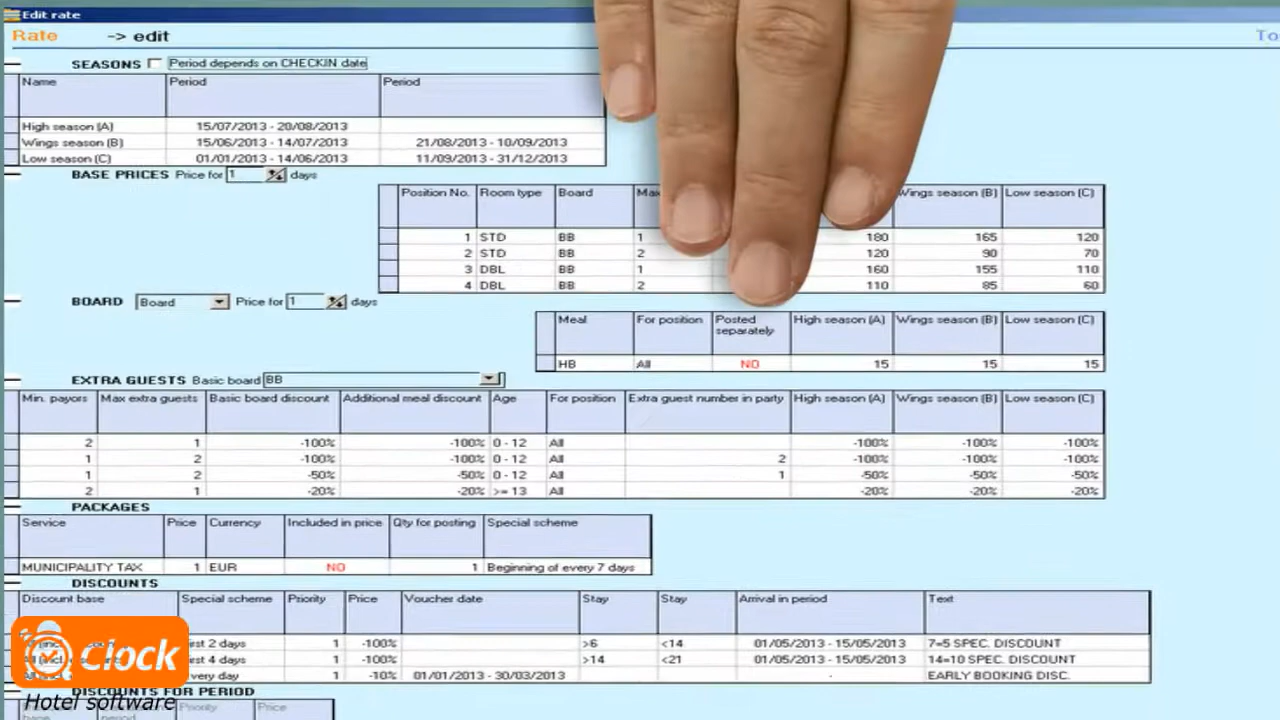 Edit rate
Rate -> edit To
SEASONS Period depends on CHECKIN date
Name Period Period
High season (A) 15/07/2013 - 20/08/2013
Wings season (B) 15/06/2013 - 14/07/2013 21/08/2013 - 10/09/2013
Low season (C) 01/01/2013 - 14/06/2013 11/09/2013 - 31/12/2013
BASE PRICES Price for 1 days
Position No. Room type Board Max Wings season (B) Low season (C)
1 STD BB 1 180 165 120
2 STD BB 2 120 90 70
3 DBL BB 1 160 155 110
4 DBL BB 2 110 85 60
BOARD Board Price for 1 days
Meal For position Posted separately High season (A) Wings season (B) Low season (C)
HB All NO 15 15 15
EXTRA GUESTS Basic board BB
Min. payors Max extra guests Basic board discount Additional meal discount Age For position Extra guest number in party High season (A) Wings season (B) Low season (C)
2 1 -100% -100% 0 - 12 All -100% -100% -100%
1 2 -100% -100% 0 - 12 All 2 -100% -100% -100%
1 2 -50% -50% 0 - 12 All 1 -50% -50% -50%
2 1 -20% -20% >= 13 All -20% -20% -20%
PACKAGES
Service Price Currency Included in price Qty for posting Special scheme
MUNICIPALITY TAX 1 EUR NO 1 Beginning of every 7 days
DISCOUNTS
Discount base Special scheme Priority Price Voucher date Stay Stay Arrival in period Text
2 days 1 -100% >6 <14 01/05/2013 - 15/05/2013 7=5 SPEC. DISCOUNT
4 days 1 -100% >14 <21 01/05/2013 - 15/05/2013 14=10 SPEC. DISCOUNT
day 1 -10% 01/01/2013 - 30/03/2013 EARLY BOOKING DISC.
DISCOUNTS FOR PERIOD
Priority Price
Clock
Hotel software